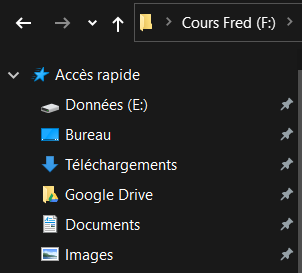 Cours Fred (F:)
Accès rapide
Données (E:)
Bureau
Téléchargements
Google Drive
Documents
Images